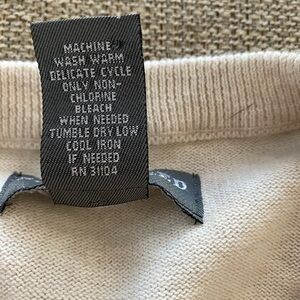 MACHINE
WASH WARM
DELICATE CYCLE
ONLY NON-
CHLORINE
BLEACH
WHEN NEEDED
TUMBLE DRY LOW
COOL IRON
IF NEEDED
RN 31104